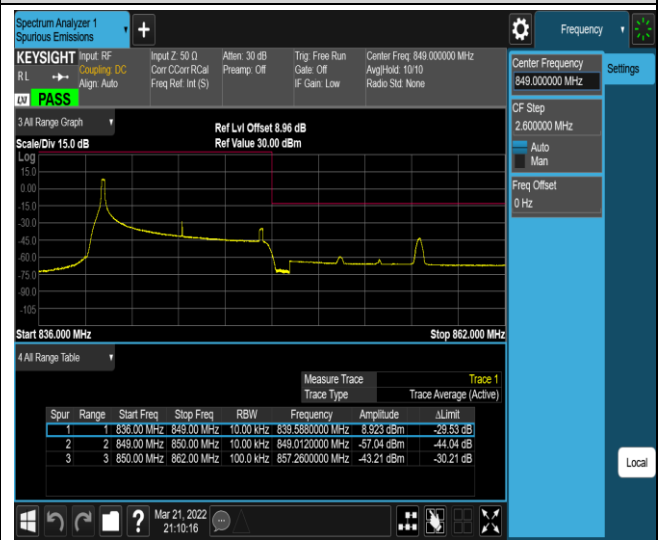 Spectrum Analyzer 1
Spurious Emissions
+
Frequency
KEYSIGHT
RL
Input: RF
Coupling: DC
Align: Auto
Input Z: 50 Ω
Corr CCorr RCal
Freq Ref: Int (S)
Atten: 30 dB
Preamp: Off
Trig: Free Run
Gate: Off
IF Gain: Low
Center Freq: 849.000000 MHz
Avg|Hold: 10/10
Radio Std: None
LXI PASS
Center Frequency
849.000000 MHz
Settings
CF Step
2.600000 MHz
Auto
Man
Freq Offset
0 Hz
Local
3 All Range Graph
Scale/Div 15.0 dB
Ref Lvl Offset 8.96 dB
Ref Value 30.00 dBm
Log
15.0
0.00
-15.0
-30.0
-45.0
-60.0
-75.0
-90.0
-105
Start 836.000 MHz
Stop 862.000 MHz
4 All Range Table
Measure Trace Trace 1
Trace Type Trace Average (Active)
Spur Range Start Freq Stop Freq RBW Frequency Amplitude ΔLimit
1 1 836.00 MHz 849.00 MHz 10.00 kHz 839.5880000 MHz 8.923 dBm -29.53 dB
2 2 849.00 MHz 850.00 MHz 10.00 kHz 849.0120000 MHz -57.04 dBm -44.04 dB
3 3 850.00 MHz 862.00 MHz 100.0 kHz 857.2600000 MHz -43.21 dBm -30.21 dB
?
Mar 21, 2022
21:10:16